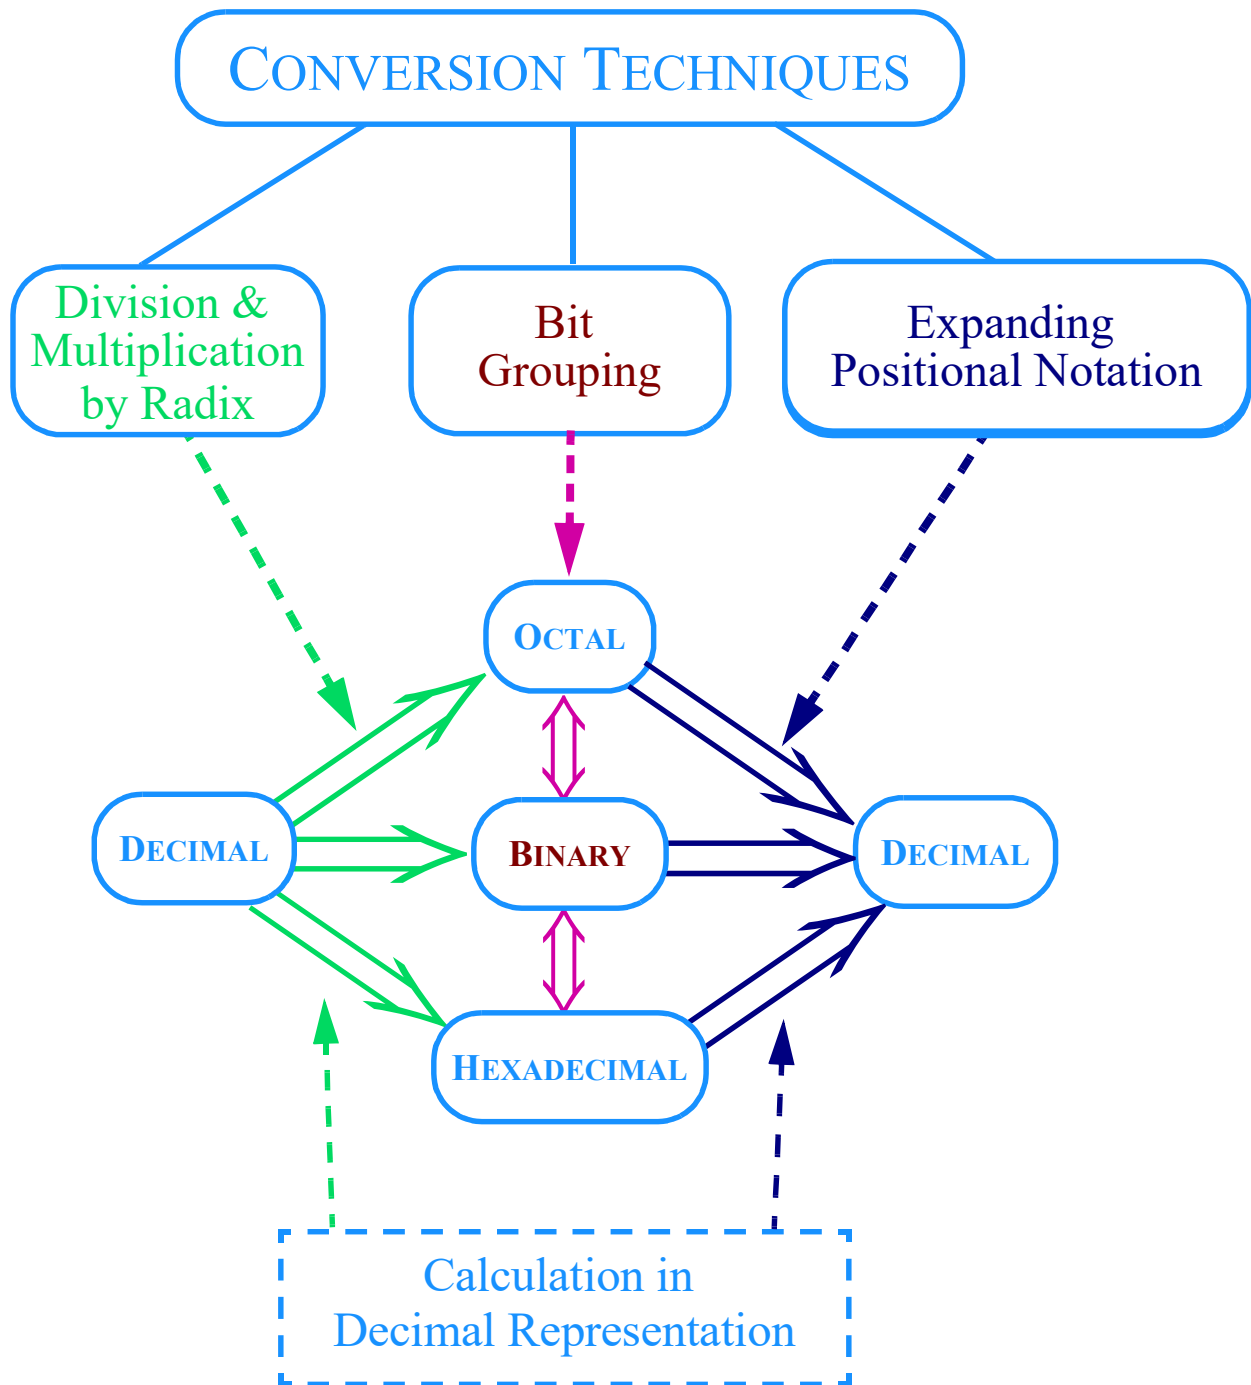 CONVERSION TECHNIQUES
Division &
Multiplication
by Radix
Bit
Grouping
Expanding
Positional Notation
OCTAL
DECIMAL
BINARY
DECIMAL
HEXADECIMAL
Calculation in
Decimal Representation